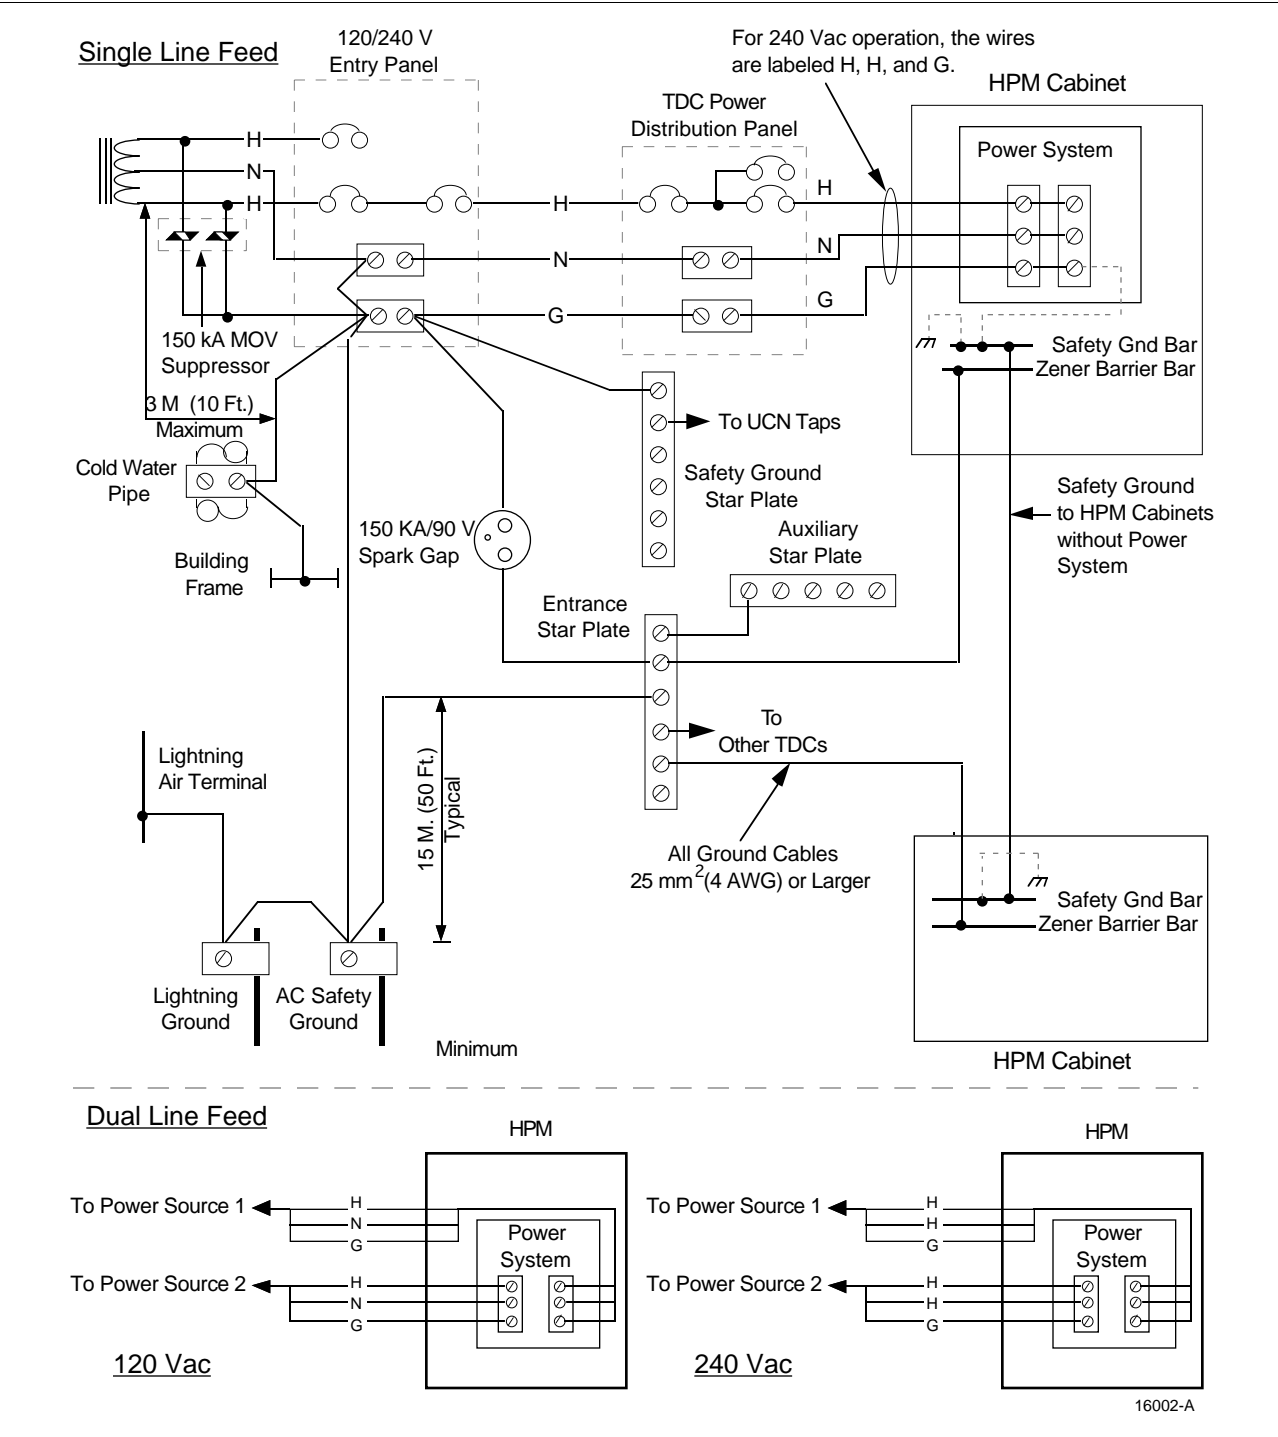 Single Line Feed
120/240 V
Entry Panel
For 240 Vac operation, the wires
are labeled H, H, and G.
HPM Cabinet
TDC Power
Distribution Panel
Power System
H
N
H
H
H
N
N
G
G
150 kA MOV
Suppressor
Safety Gnd Bar
Zener Barrier Bar
3 M (10 Ft.)
Maximum
To UCN Taps
Cold Water
Pipe
Safety Ground
Star Plate
Safety Ground
to HPM Cabinets
without Power
System
150 KA/90 V
Spark Gap
Auxiliary
Star Plate
Building
Frame
Entrance
Star Plate
To
Other TDCs
Lightning
Air Terminal
15 M. (50 Ft.)
Typical
All Ground Cables
25 mm2(4 AWG) or Larger
Safety Gnd Bar
Zener Barrier Bar
Lightning
Ground
AC Safety
Ground
Minimum
HPM Cabinet
Dual Line Feed
HPM
To Power Source 1
H
N
G
Power
System
To Power Source 2
H
N
G
120 Vac
HPM
To Power Source 1
H
H
G
Power
System
To Power Source 2
H
H
G
240 Vac
16002-A